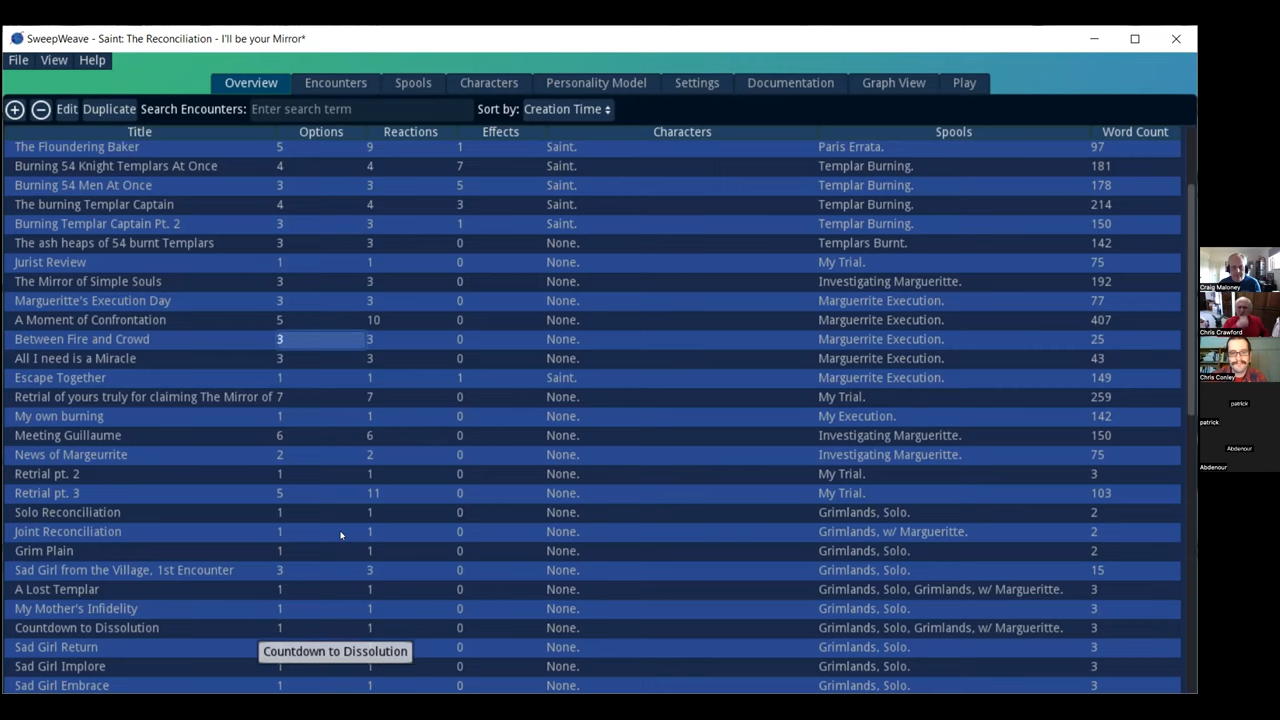 SweepWeave - Saint: The Reconciliation - I'll be your Mirror*
File View Help
Overview Encounters Spools Characters Personality Model Settings Documentation Graph View Play
Edit Duplicate Search Encounters: Enter search term Sort by: Creation Time
Title Options Reactions Effects Characters Spools Word Count
The Floundering Baker 5 9 1 Saint. Paris Errata. 97
Burning 54 Knight Templars At Once 4 4 7 Saint. Templar Burning. 181
Burning 54 Men At Once 3 3 5 Saint. Templar Burning. 178
The burning Templar Captain 4 4 3 Saint. Templar Burning. 214
Burning Templar Captain Pt. 2 3 3 1 Saint. Templar Burning. 150
The ash heaps of 54 burnt Templars 3 3 0 None. Templars Burnt. 142
Jurist Review 1 1 0 None. My Trial. 75
The Mirror of Simple Souls 3 3 0 None. Investigating Margueritte. 192
Margueritte's Execution Day 3 3 0 None. Marguerrite Execution. 77
A Moment of Confrontation 5 10 0 None. Marguerrite Execution. 407
Between Fire and Crowd 3 3 0 None. Marguerrite Execution. 25
All I need is a Miracle 3 3 0 None. Marguerrite Execution. 43
Escape Together 1 1 1 Saint. Marguerrite Execution. 149
Retrial of yours truly for claiming The Mirror of 7 7 0 None. My Trial. 259
My own burning 1 1 0 None. My Execution. 142
Meeting Guillaume 6 6 0 None. Investigating Margueritte. 150
News of Margeurrite 2 2 0 None. Investigating Margueritte. 75
Retrial pt. 2 1 1 0 None. My Trial. 3
Retrial pt. 3 5 11 0 None. My Trial. 103
Solo Reconciliation 1 1 0 None. Grimlands, Solo. 2
Joint Reconciliation 1 1 0 None. Grimlands, w/ Margueritte. 2
Grim Plain 1 1 0 None. Grimlands, Solo. 2
Sad Girl from the Village, 1st Encounter 3 3 0 None. Grimlands, Solo. 15
A Lost Templar 1 1 0 None. Grimlands, Solo, Grimlands, w/ Margueritte. 3
My Mother's Infidelity 1 1 0 None. Grimlands, Solo. 3
Countdown to Dissolution 1 1 0 None. Grimlands, Solo, Grimlands, w/ Margueritte. 3
Sad Girl Return 0 None. Grimlands, Solo. 3
Countdown to Dissolution
Sad Girl Implore 1 1 0 None. Grimlands, Solo. 3
Sad Girl Embrace 1 1 0 None. Grimlands, Solo. 3
Craig Maloney
Chris Crawford
Chris Conley
patrick
patrick
Abdenour
Abdenour